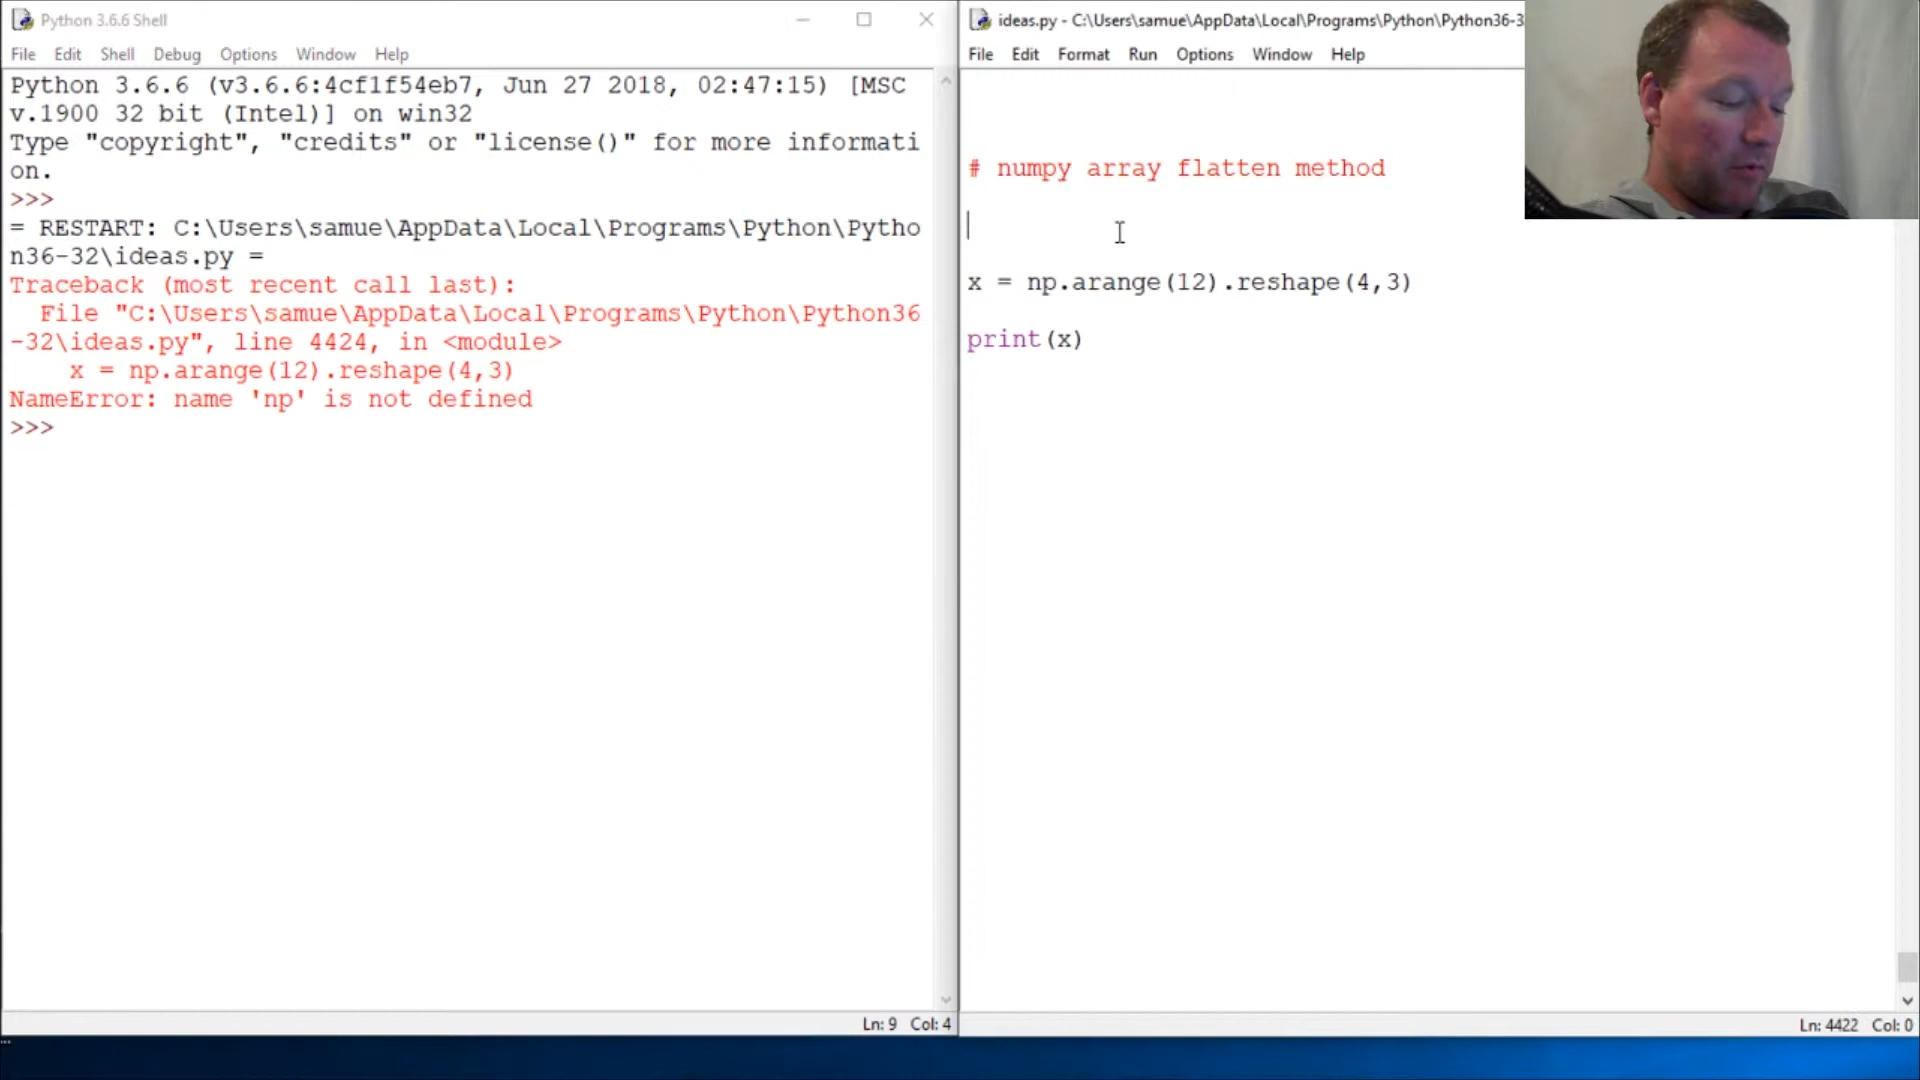 Python 3.6.6 Shell
File Edit Shell Debug Options Window Help
Python 3.6.6 (v3.6.6:4cf1f54eb7, Jun 27 2018, 02:47:15) [MSC
v.1900 32 bit (Intel)] on win32
Type "copyright", "credits" or "license()" for more informati
on.
>>>
= RESTART: C:\Users\samue\AppData\Local\Programs\Python\Pytho
n36-32\ideas.py =
Traceback (most recent call last):
  File "C:\Users\samue\AppData\Local\Programs\Python\Python36
-32\ideas.py", line 4424, in <module>
    x = np.arange(12).reshape(4,3)
NameError: name 'np' is not defined
>>>
Ln: 9 Col: 4
ideas.py - C:\Users\samue\AppData\Local\Programs\Python\Python36-3
File Edit Format Run Options Window Help
# numpy array flatten method
x = np.arange(12).reshape(4,3)
print(x)
Ln: 4422 Col: 0